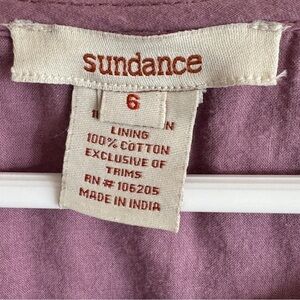 sundance
6
LINING
100% COTTON
EXCLUSIVE OF
TRIMS
RN # 106205
MADE IN INDIA